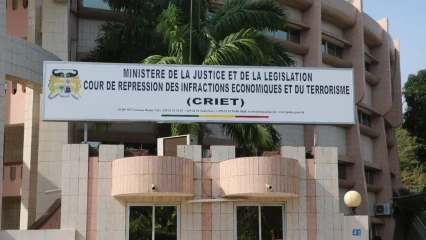 MINISTERE DE LA JUSTICE ET DE LA LEGISLATION
COUR DE REPRESSION DES INFRACTIONS ECONOMIQUES ET DU TERRORISME
(CRIET)